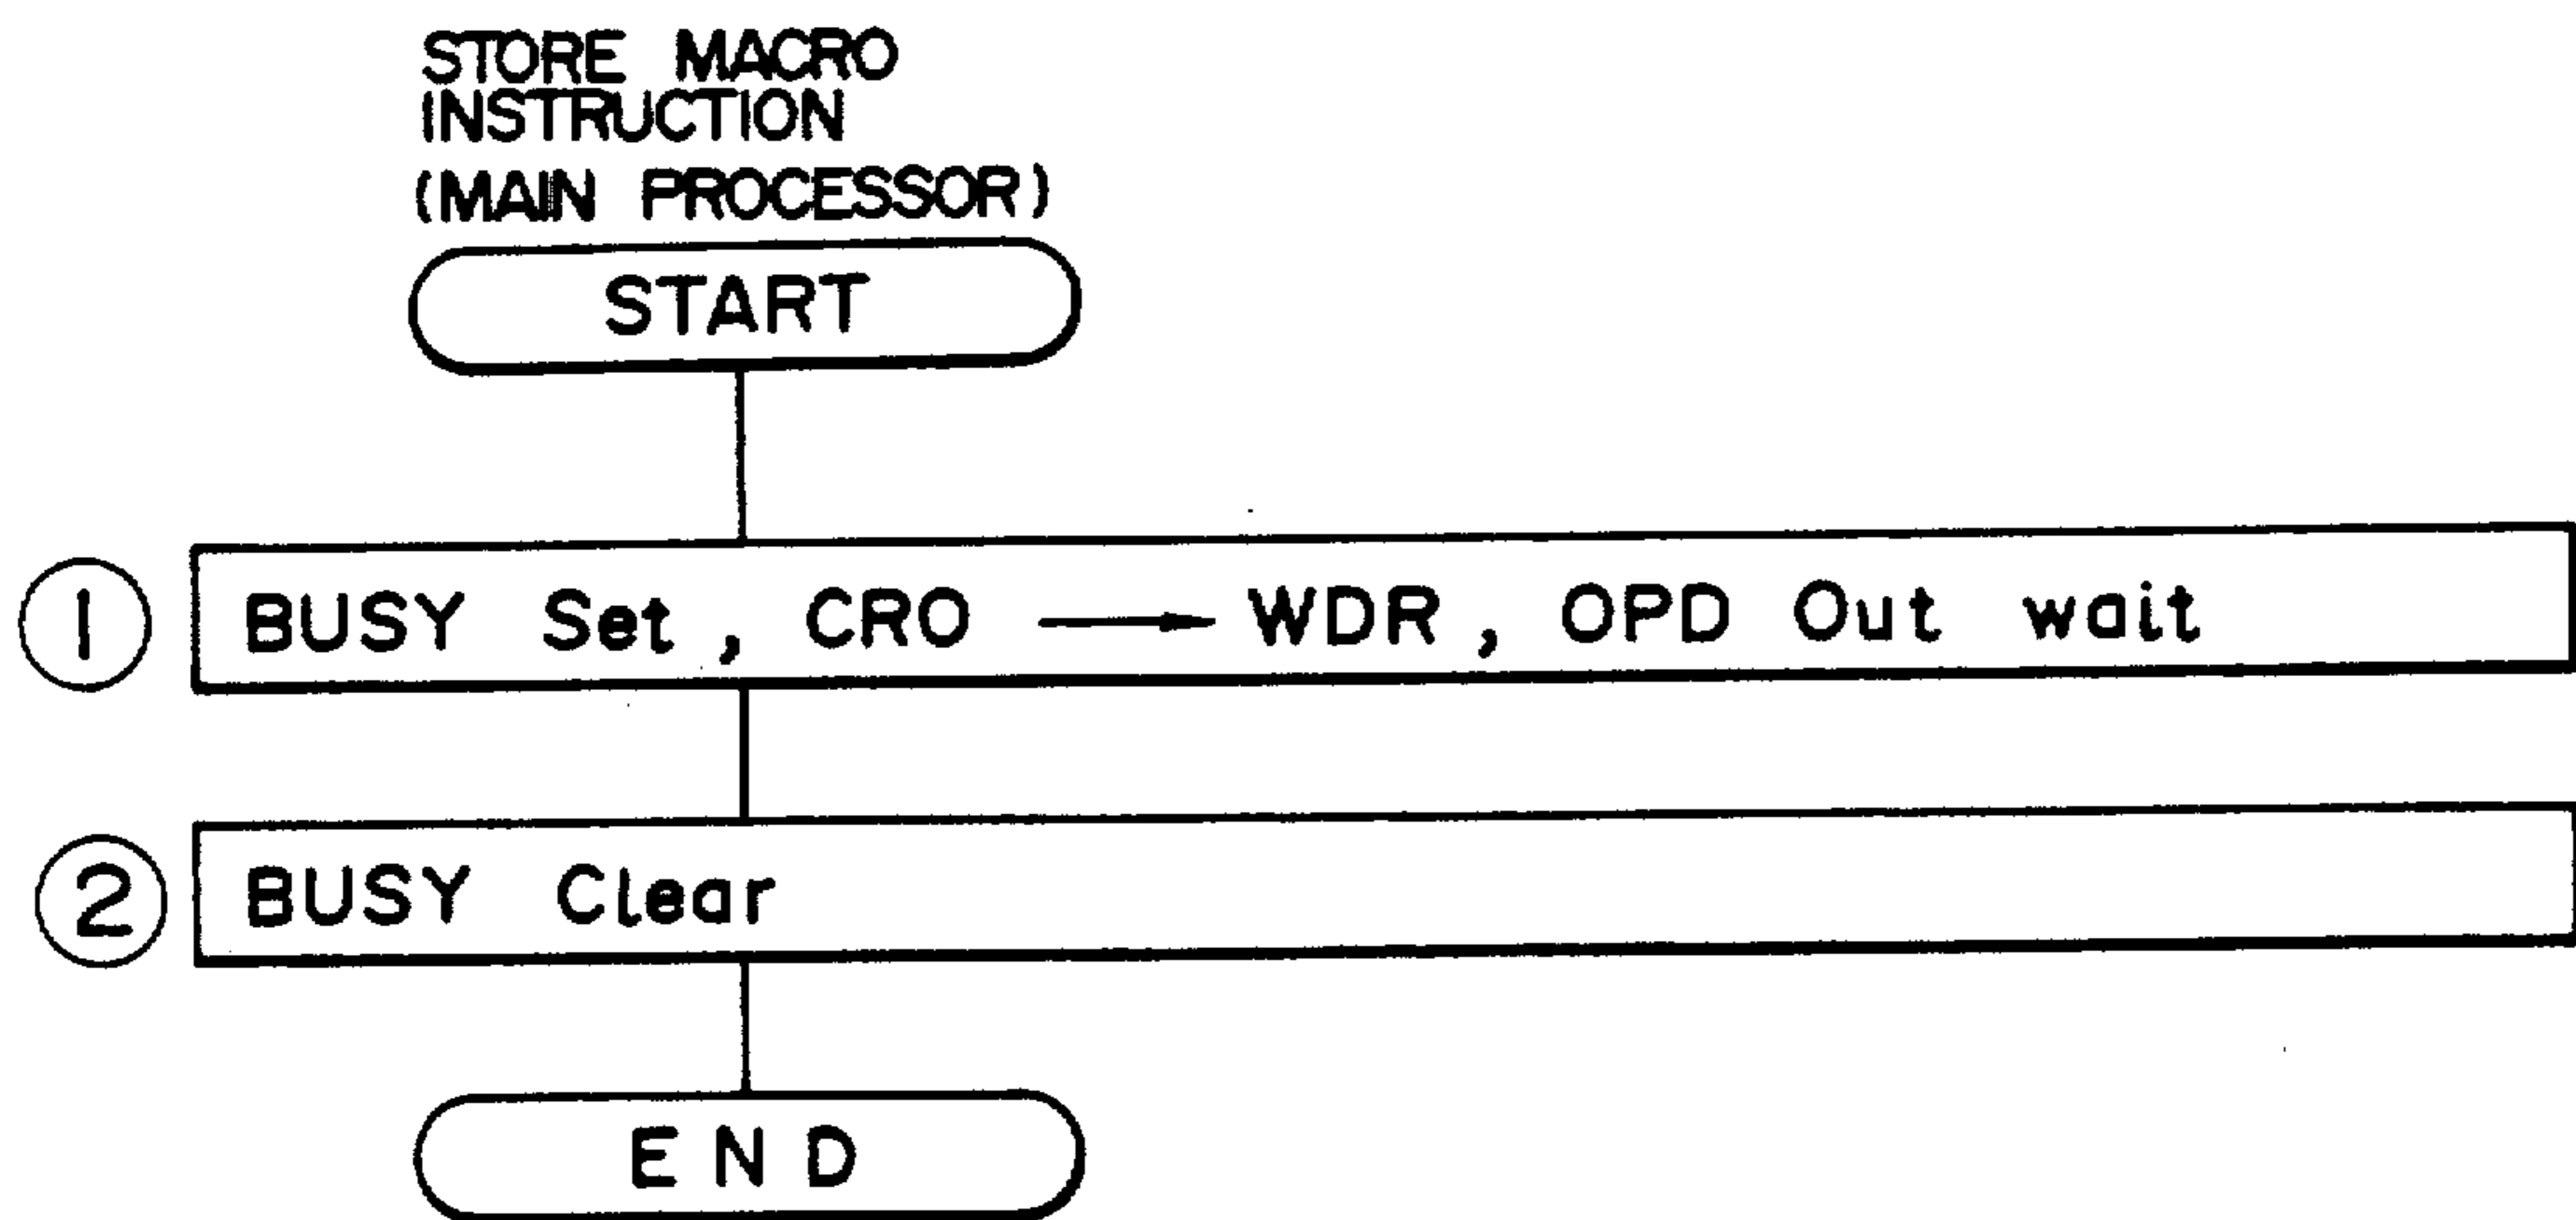 STORE MACRO
INSTRUCTION
(MAIN PROCESSOR)
START
1 BUSY Set, CRO → WDR, OPD Out wait
2 BUSY Clear
END